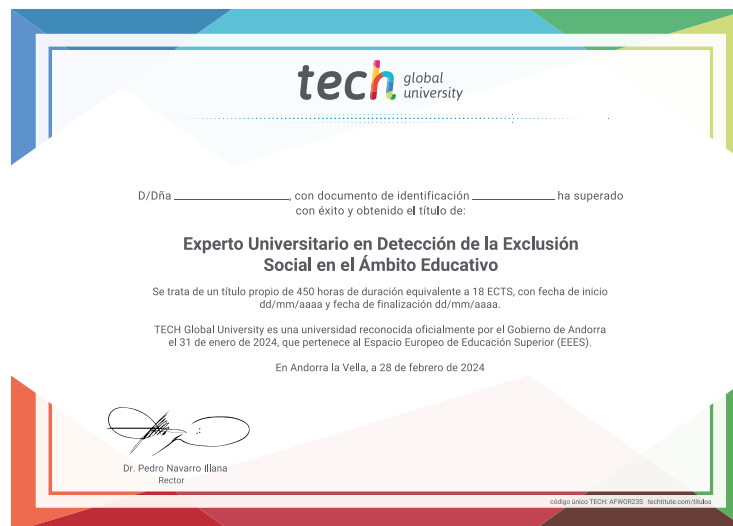 tech global
university
D/Dña ____________, con documento de identificación ____________ ha superado
con éxito y obtenido el título de:
Experto Universitario en Detección de la Exclusión
Social en el Ámbito Educativo
Se trata de un título propio de 450 horas de duración equivalente a 18 ECTS, con fecha de inicio
dd/mm/aaaa y fecha de finalización dd/mm/aaaa.
TECH Global University es una universidad reconocida oficialmente por el Gobierno de Andorra
el 31 de enero de 2024, que pertenece al Espacio Europeo de Educación Superior (EEES).
En Andorra la Vella, a 28 de febrero de 2024
Dr. Pedro Navarro Illana
Rector
código único TECH: AFWOR23S techtitute.com/titulos